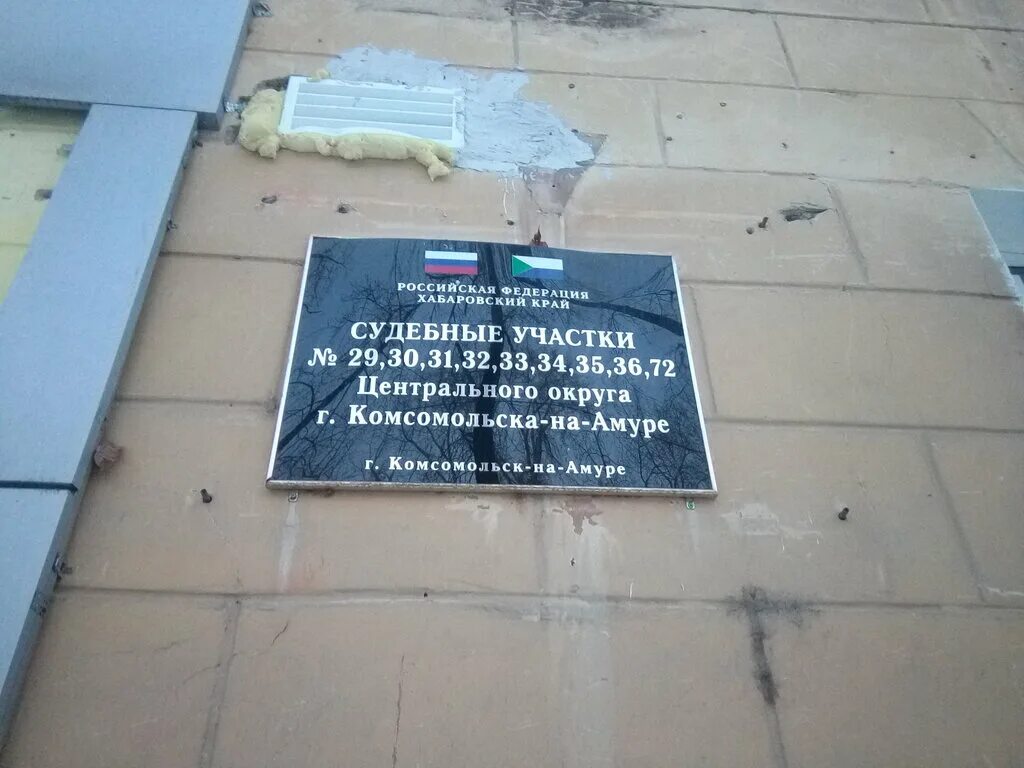 РОССИЙСКАЯ ФЕДЕРАЦИЯ
ХАБАРОВСКИЙ КРАЙ
СУДЕБНЫЕ УЧАСТКИ
№ 29,30,31,32,33,34,35,36,72
Центрального округа
г. Комсомольска-на-Амуре
г. Комсомольск-на-Амуре